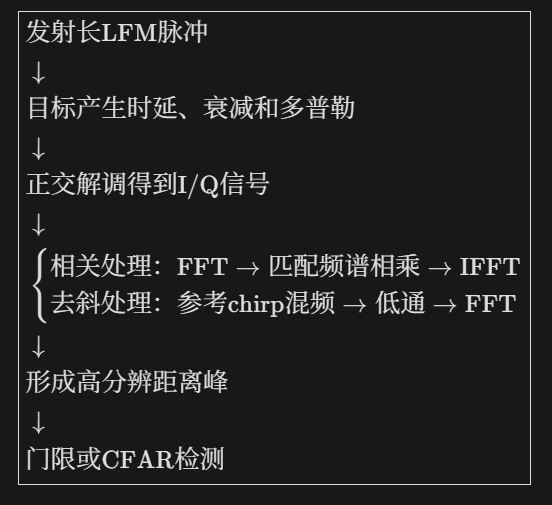 发射长LFM脉冲
↓
目标产生时延、衰减和多普勒
↓
正交解调得到I/Q信号
↓
相关处理：FFT → 匹配频谱相乘 → IFFT
去斜处理：参考chirp混频 → 低通 → FFT
↓
形成高分辨距离峰
↓
门限或CFAR检测